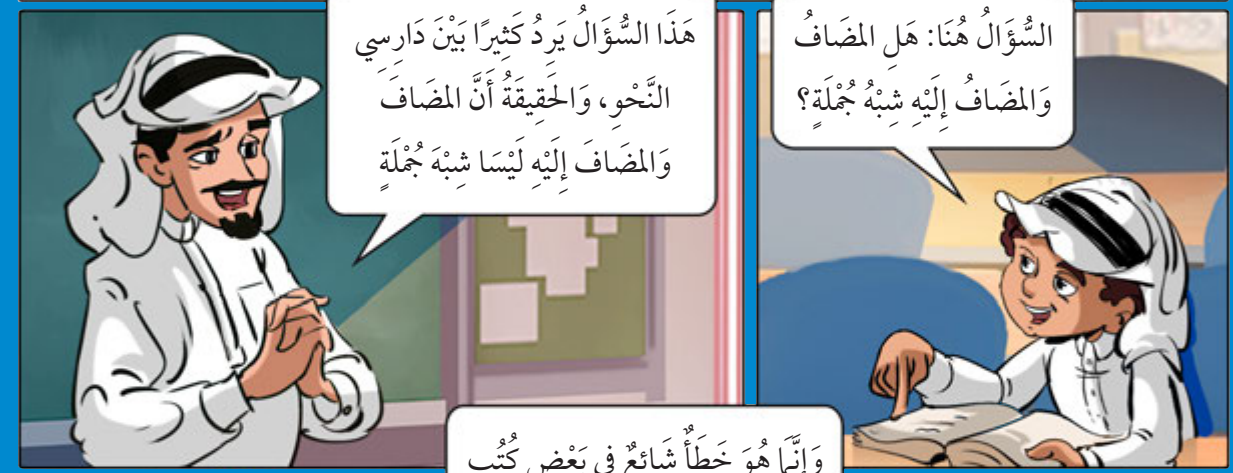 السُّؤَالُ هُنَا: هَلِ المضَافُ
وَالمضَافُ إِلَيْهِ شِبْهُ جُمْلَةٍ؟
هَذَا السُّؤَالُ يَرِدُ كَثِيرًا بَيْنَ دَارِسِي
النَّحْوِ، وَالحَقِيقَةُ أَنَّ المضَافَ
وَالمضَافَ إِلَيْهِ لَيْسَا شِبْهَ جُمْلَةٍ
وَإِنَّمَا هُوَ خَطَأٌ شَائِعٌ فِي بَعْضِ كُتُبِ